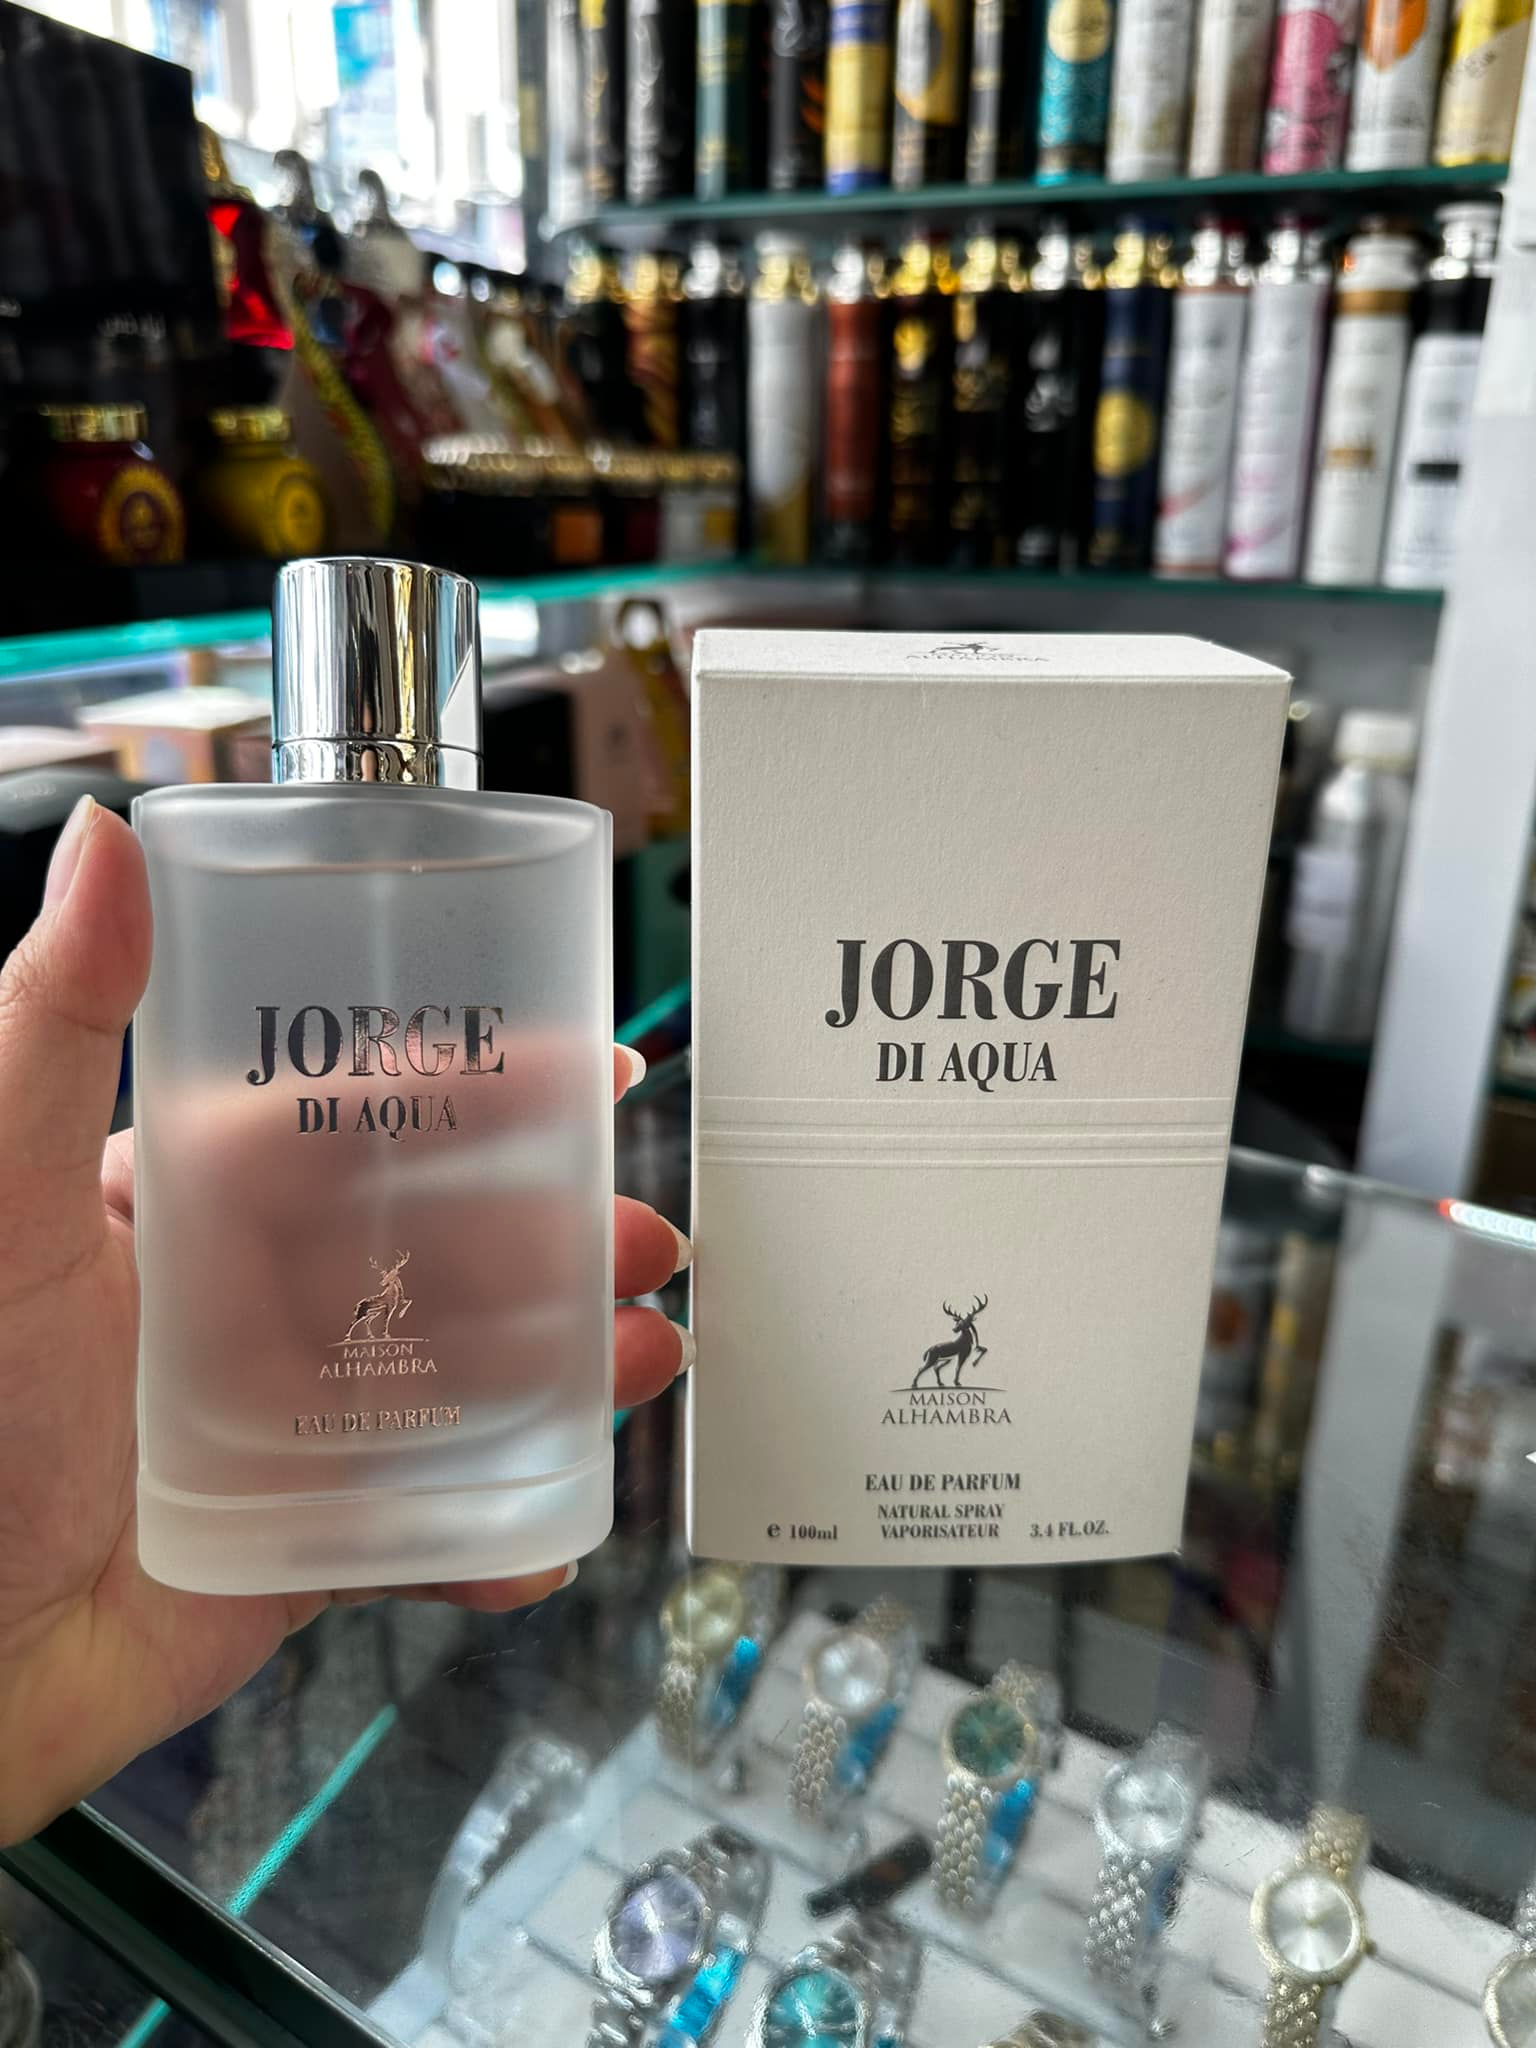 JORGE
DI AQUA
MAISON
ALHAMBRA
EAU DE PARFUM
ALHAMBRA
JORGE
DI AQUA
MAISON
ALHAMBRA
EAU DE PARFUM
NATURAL SPRAY
e 100ml VAPORISATEUR 3.4 FL.OZ.